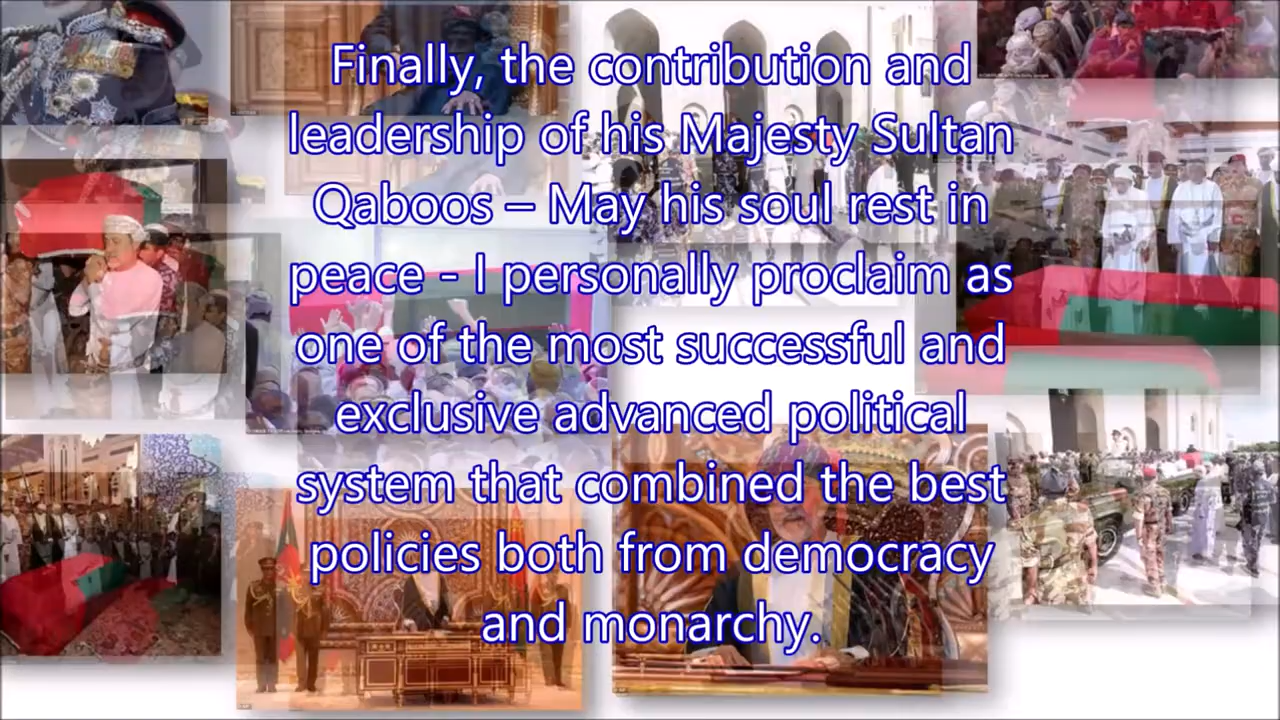 Finally, the contribution and
leadership of his Majesty Sultan
Qaboos – May his soul rest in
peace - I personally proclaim as
one of the most successful and
exclusive advanced political
system that combined the best
policies both from democracy
and monarchy.